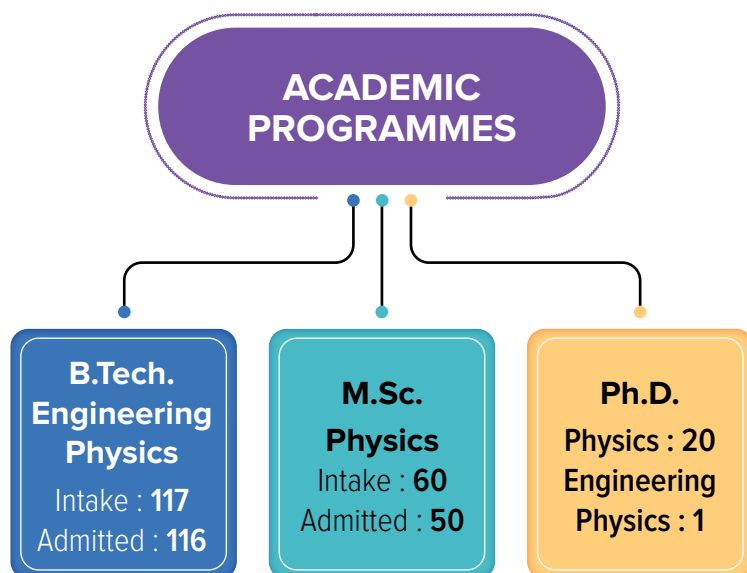 ACADEMIC
PROGRAMMES
B.Tech.
Engineering
Physics
Intake : 117
Admitted : 116
M.Sc.
Physics
Intake : 60
Admitted : 50
Ph.D.
Physics : 20
Engineering
Physics : 1